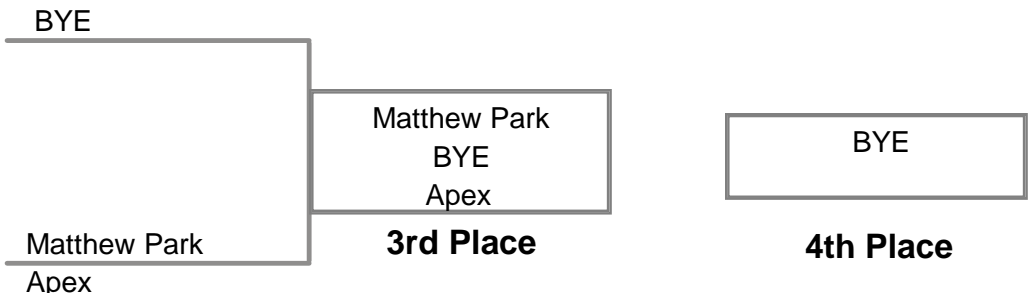 BYE
Matthew Park
BYE
Apex
BYE
Matthew Park
3rd Place
4th Place
Apex